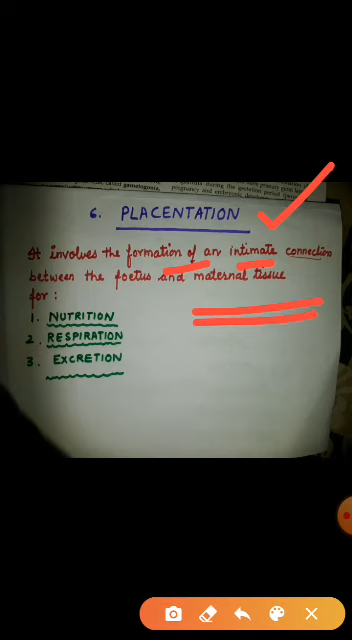 6. PLACENTATION
It involves the formation of an intimate connection
between the foetus and maternal tissue
for :
1. NUTRITION
2. RESPIRATION
3. EXCRETION